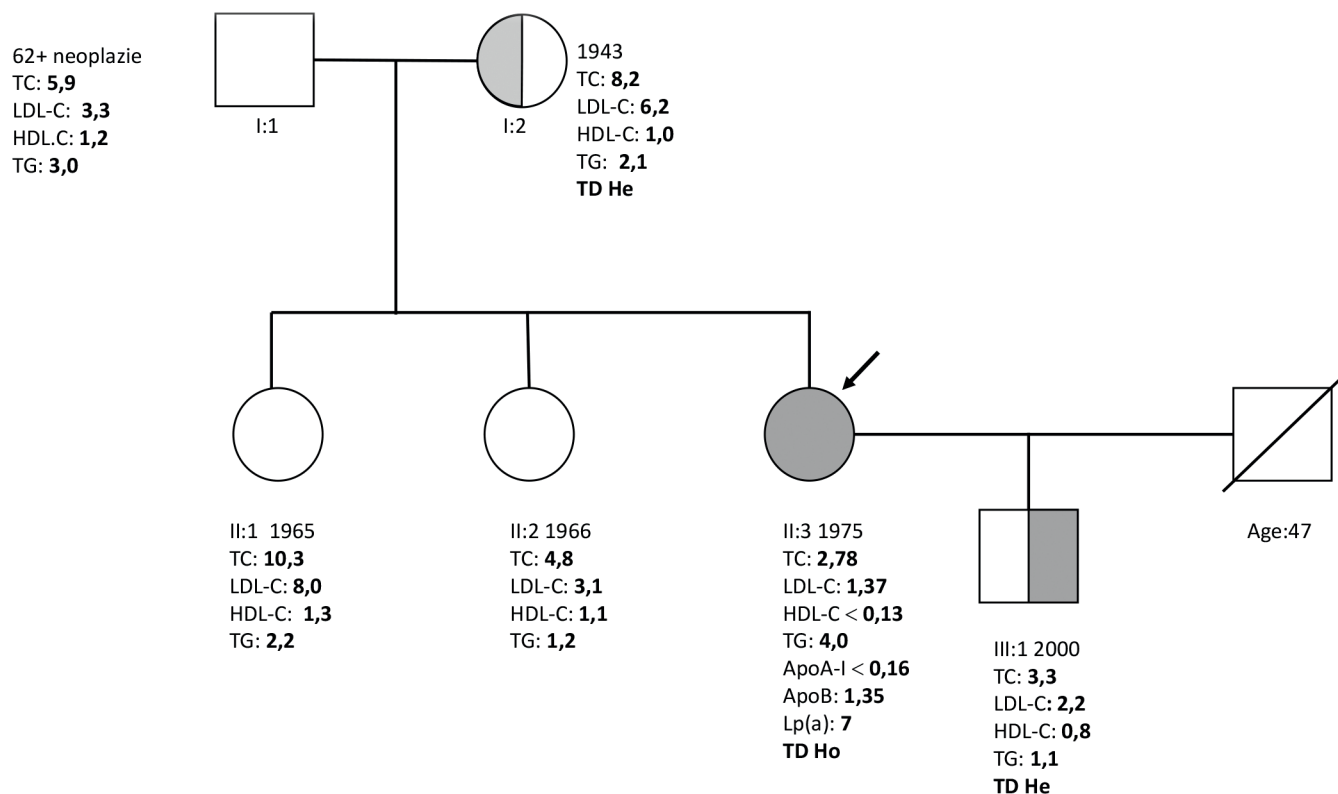 62+ neoplazie
TC: 5,9
LDL-C: 3,3
HDL.C: 1,2
TG: 3,0
I:1
I:2
1943
TC: 8,2
LDL-C: 6,2
HDL-C: 1,0
TG: 2,1
TD He
II:1 1965
TC: 10,3
LDL-C: 8,0
HDL-C: 1,3
TG: 2,2
II:2 1966
TC: 4,8
LDL-C: 3,1
HDL-C: 1,1
TG: 1,2
II:3 1975
TC: 2,78
LDL-C: 1,37
HDL-C < 0,13
TG: 4,0
ApoA-I < 0,16
ApoB: 1,35
Lp(a): 7
TD Ho
Age:47
III:1 2000
TC: 3,3
LDL-C: 2,2
HDL-C: 0,8
TG: 1,1
TD He